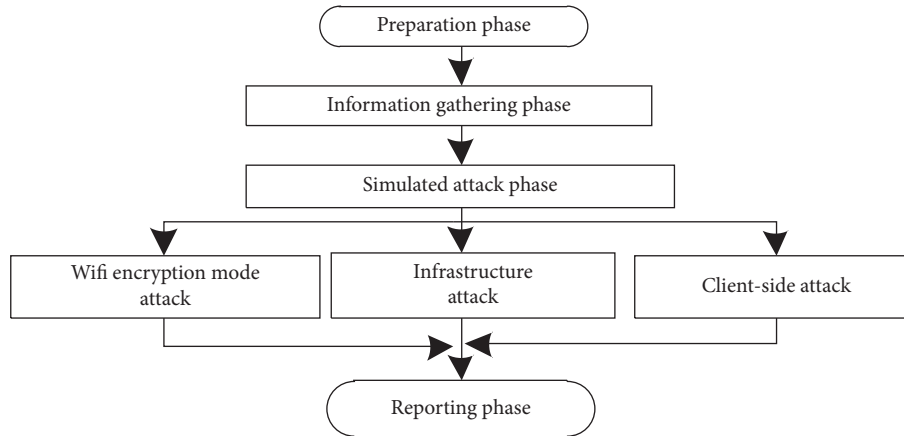 Preparation phase
Information gathering phase
Simulated attack phase
Wifi encryption mode
attack
Infrastructure
attack
Client-side attack
Reporting phase